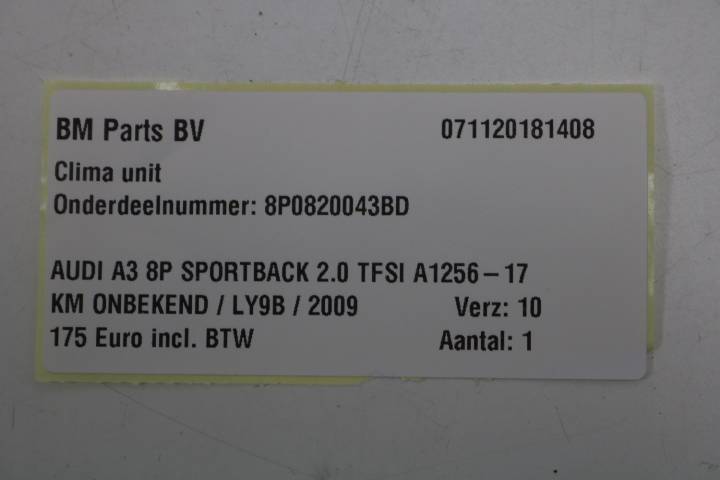 BM Parts BV 071120181408
Clima unit
Onderdeelnummer: 8P0820043BD
AUDI A3 8P SPORTBACK 2.0 TFSI A1256-17
KM ONBEKEND / LY9B / 2009 Verz: 10
175 Euro incl. BTW Aantal: 1